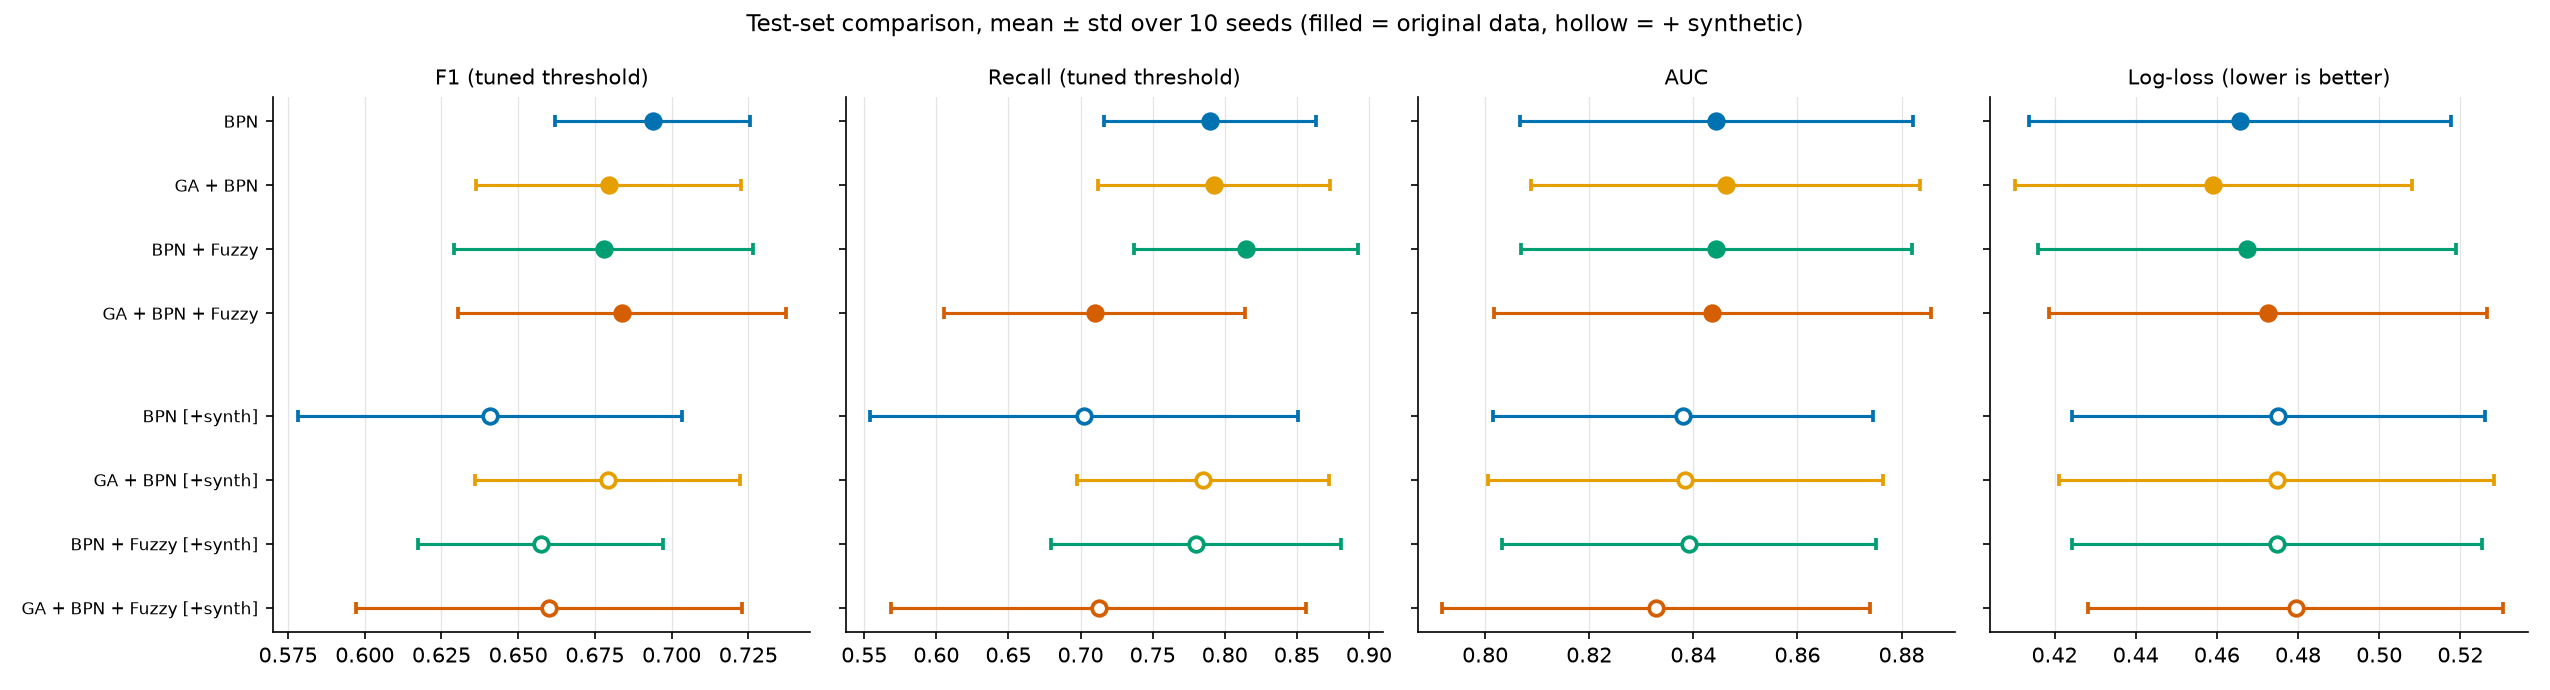 Test-set comparison, mean ± std over 10 seeds (filled = original data, hollow = + synthetic)
F1 (tuned threshold)
Recall (tuned threshold)
AUC
Log-loss (lower is better)
BPN
GA + BPN
BPN + Fuzzy
GA + BPN + Fuzzy
BPN [+synth]
GA + BPN [+synth]
BPN + Fuzzy [+synth]
GA + BPN + Fuzzy [+synth]
0.575 0.600 0.625 0.650 0.675 0.700 0.725
0.55 0.60 0.65 0.70 0.75 0.80 0.85 0.90
0.80 0.82 0.84 0.86 0.88
0.42 0.44 0.46 0.48 0.50 0.52